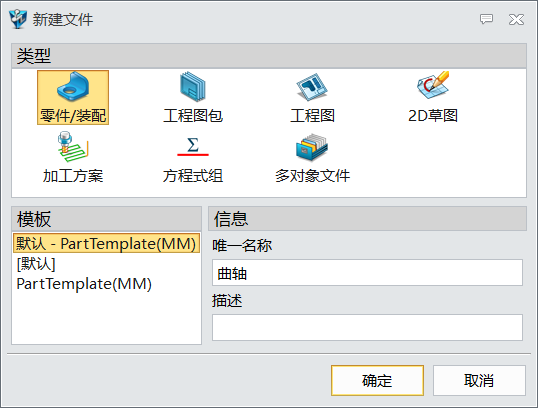 新建文件
类型
零件/装配
工程图包
工程图
2D草图
加工方案
方程式组
多对象文件
模板
默认 - PartTemplate(MM)
[默认]
PartTemplate(MM)
信息
唯一名称
曲轴
描述
确定
取消